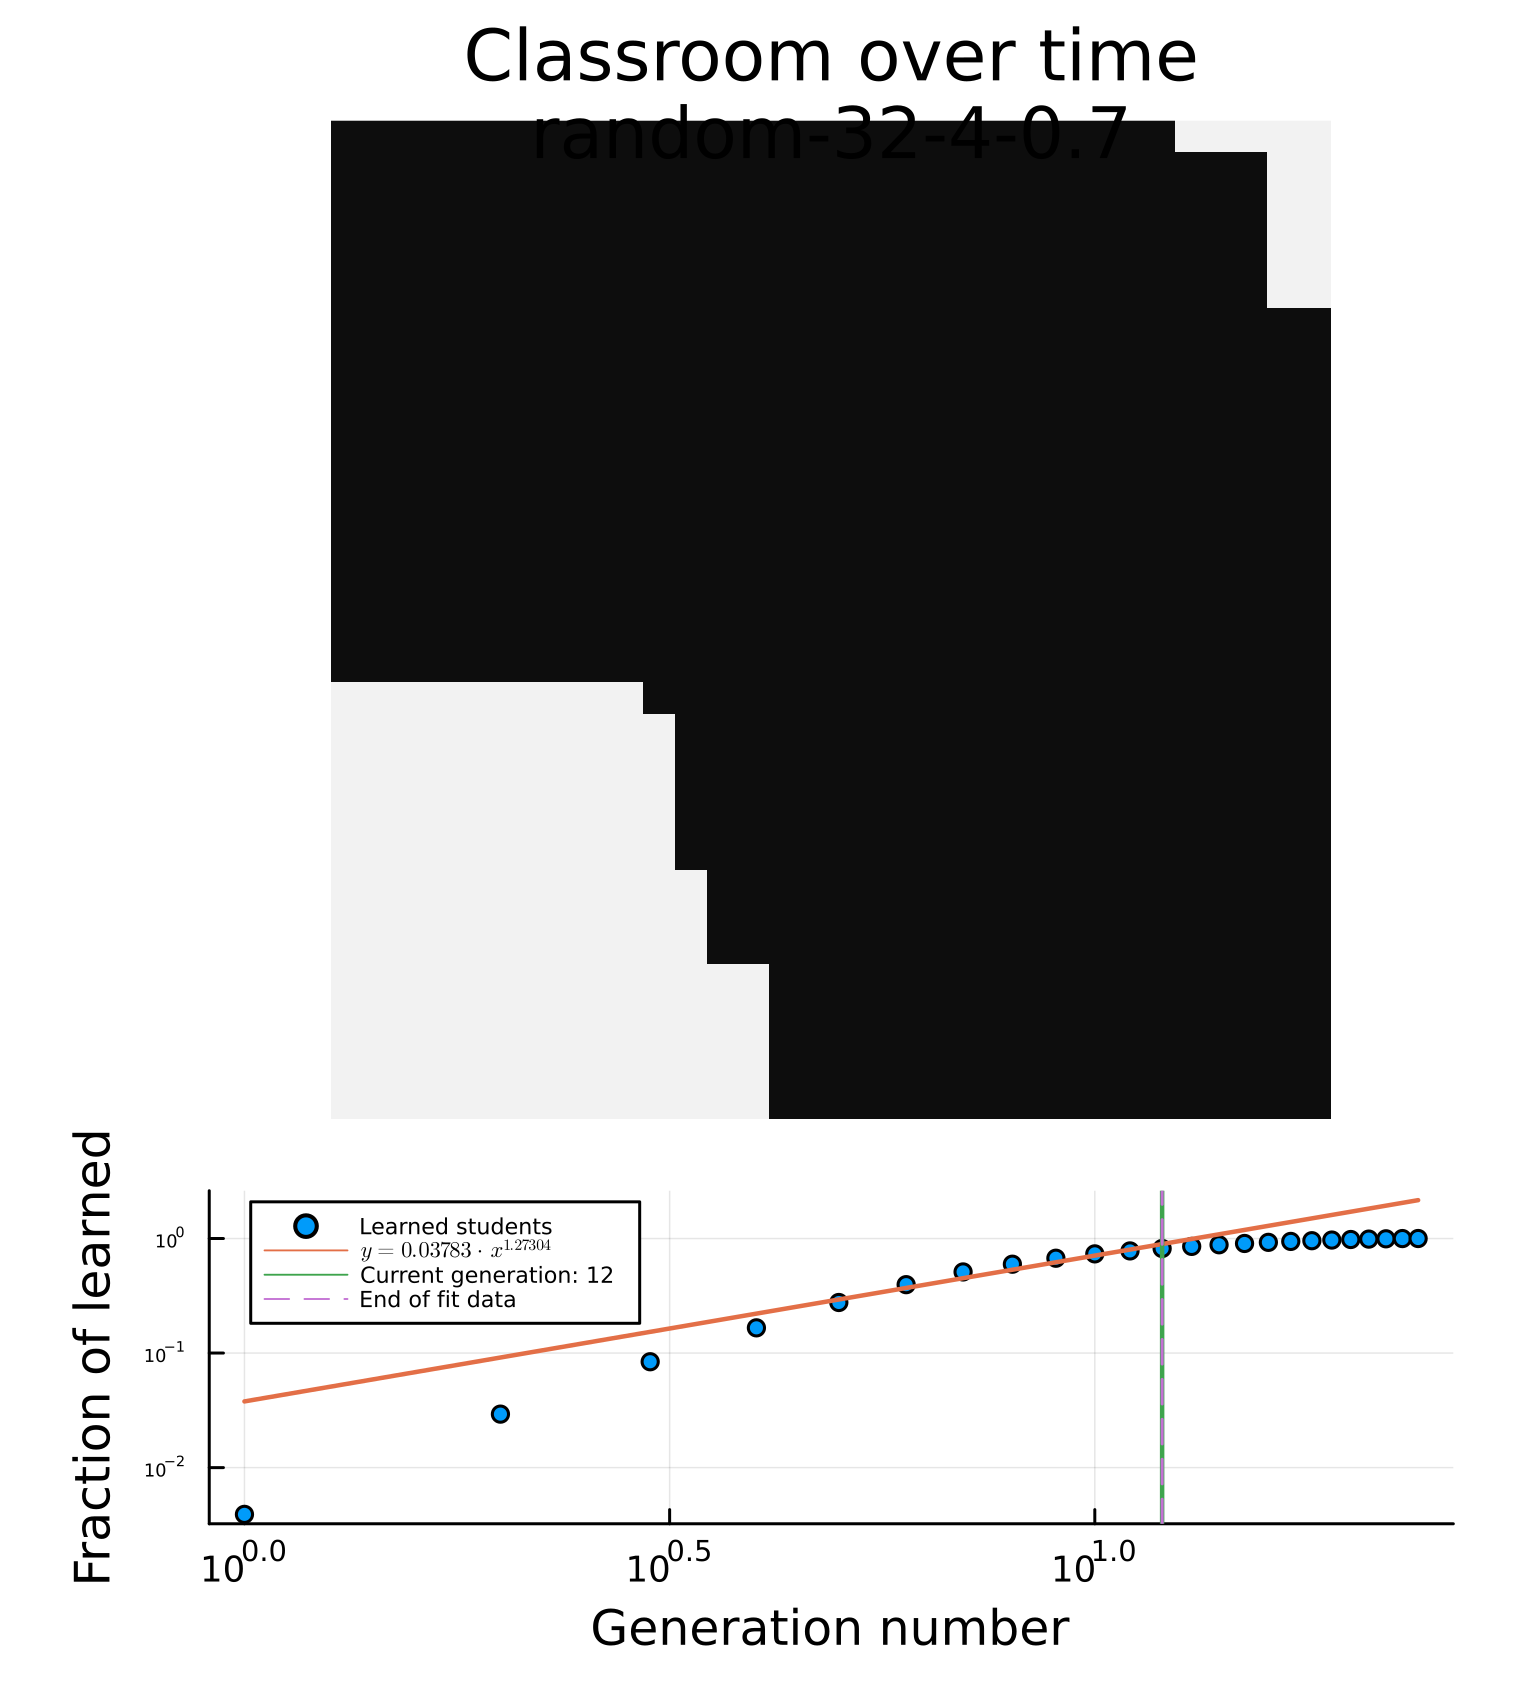 Classroom over time
random-32-4-0.7
Fraction of learned
10^0
10^−1
10^−2
Learned students
y = 0.03783 · x^1.27304
Current generation: 12
End of fit data
10^0.0
10^0.5
10^1.0
Generation number